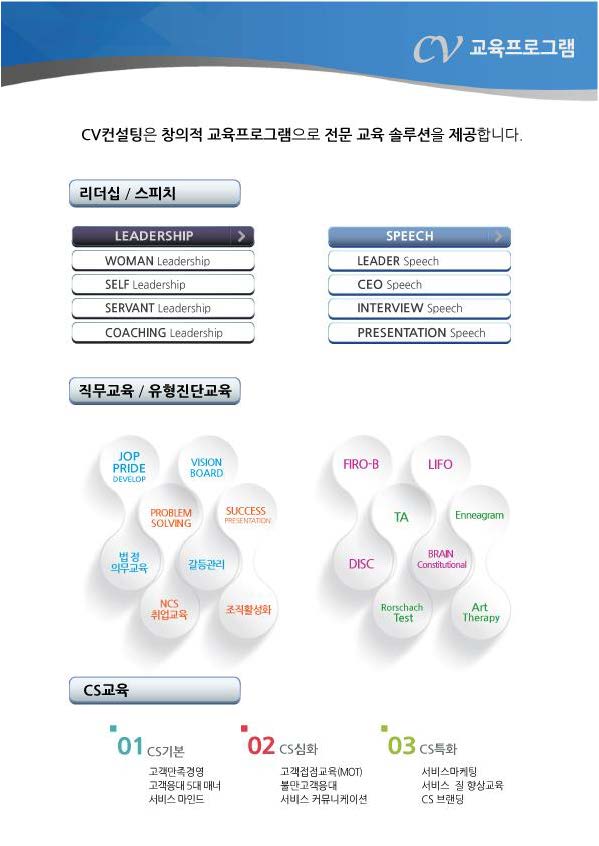 CV 교육프로그램
CV컨설팅은 창의적 교육프로그램으로 전문 교육 솔루션을 제공합니다.
리더십 / 스피치
LEADERSHIP
WOMAN Leadership
SELF Leadership
SERVANT Leadership
COACHING Leadership
SPEECH
LEADER Speech
CEO Speech
INTERVIEW Speech
PRESENTATION Speech
직무교육 / 유형진단교육
JOP
PRIDE
DEVELOP
VISION
BOARD
PROBLEM
SOLVING
SUCCESS
PRESENTATION
법 정
의무교육
갈등관리
NCS
취업교육
조직활성화
FIRO-B
LIFO
TA
Enneagram
DISC
BRAIN
Constitutional
Rorschach
Test
Art
Therapy
CS교육
01 CS기본
고객만족경영
고객응대 5대 매너
서비스 마인드
02 CS심화
고객접점교육(MOT)
불만고객응대
서비스 커뮤니케이션
03 CS특화
서비스마케팅
서비스 질 향상교육
CS 브랜딩